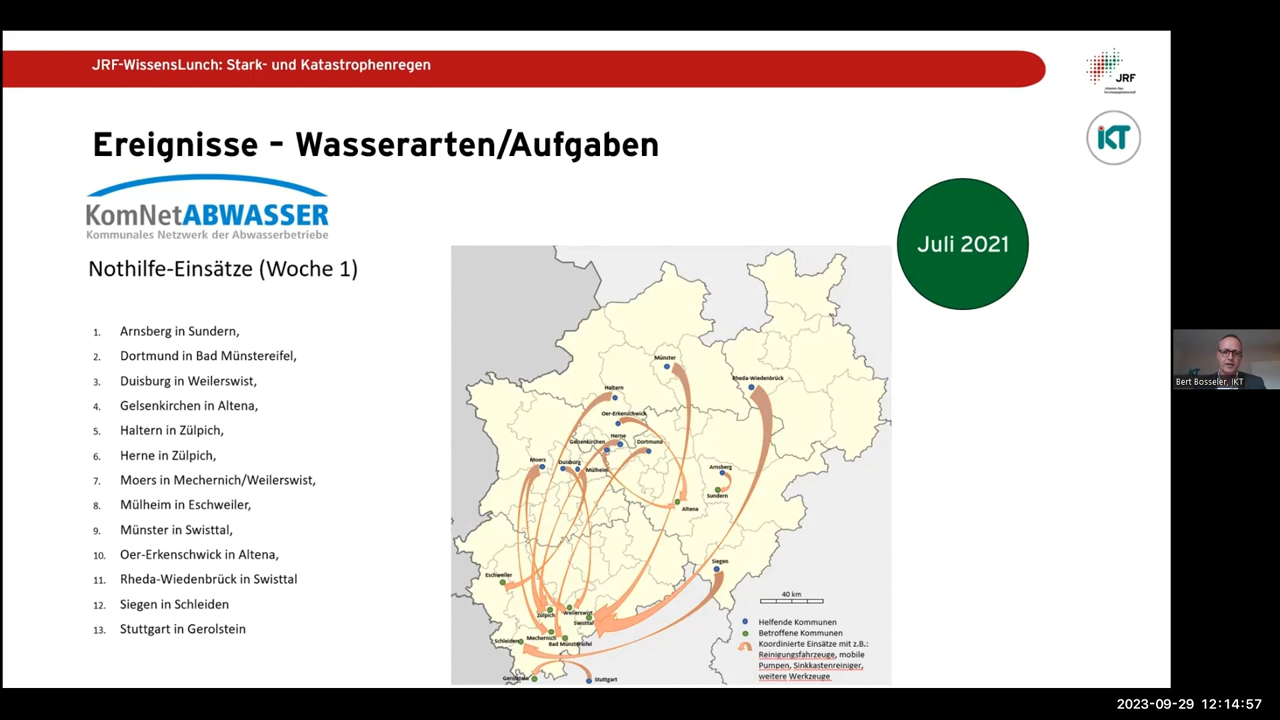 JRF-WissensLunch: Stark- und Katastrophenregen
JRF
iKT
Ereignisse – Wasserarten/Aufgaben
KomNetABWASSER
Kommunales Netzwerk der Abwasserbetriebe
Juli 2021
Nothilfe-Einsätze (Woche 1)
1. Arnsberg in Sundern,
2. Dortmund in Bad Münstereifel,
3. Duisburg in Weilerswist,
4. Gelsenkirchen in Altena,
5. Haltern in Zülpich,
6. Herne in Zülpich,
7. Moers in Mechernich/Weilerswist,
8. Mülheim in Eschweiler,
9. Münster in Swisttal,
10. Oer-Erkenschwick in Altena,
11. Rheda-Wiedenbrück in Swisttal
12. Siegen in Schleiden
13. Stuttgart in Gerolstein
Münster
Rheda-Wiedenbrück
Haltern
Oer-Erkenschwick
Herne
Gelsenkirchen
Dortmund
Moers
Duisburg
Mülheim
Arnsberg
Sundern
Altena
Siegen
Eschweiler
Zülpich
Weilerswist
Swisttal
Mechernich
Schleiden
Bad Münstereifel
Gerolstein
Stuttgart
40 km
Helfende Kommunen
Betroffene Kommunen
Koordinierte Einsätze mit z.B.:
Reinigungsfahrzeuge, mobile
Pumpen, Sinkkastenreiniger,
weitere Werkzeuge
Bert Bosseler, IKT
2023-09-29 12:14:57